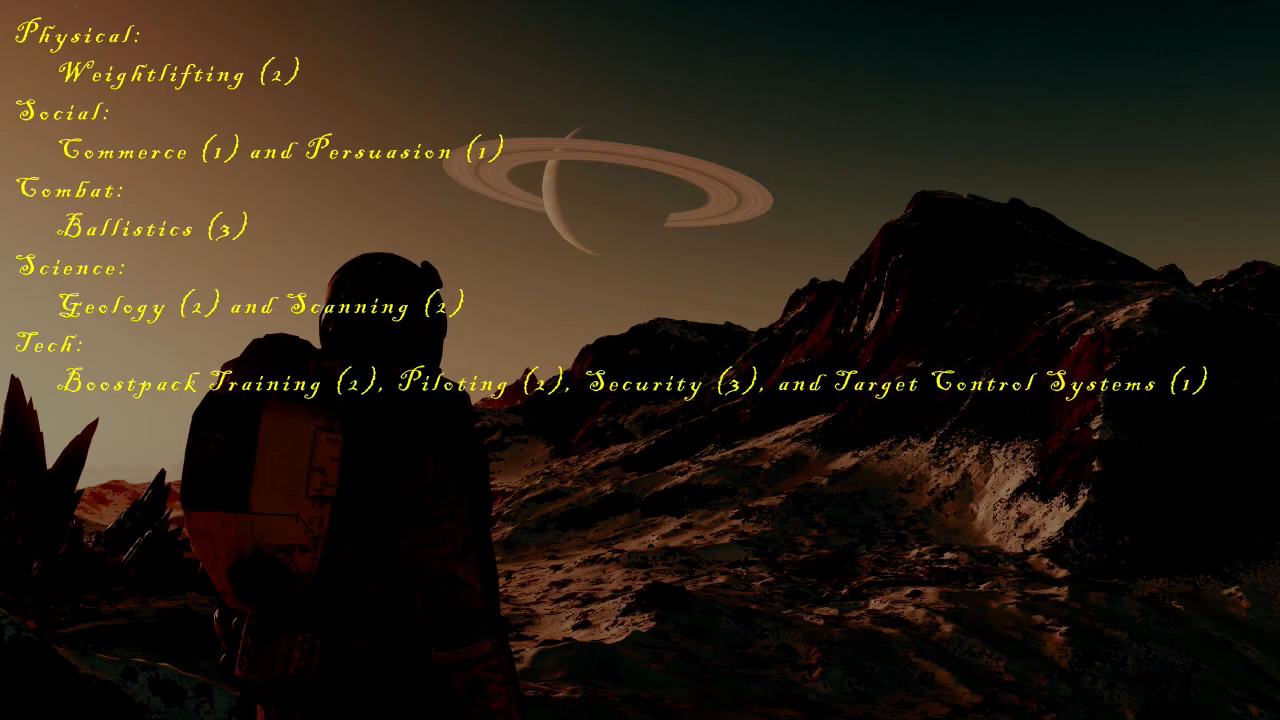 Physical:
Weightlifting (2)
Social:
Commerce (1) and Persuasion (1)
Combat:
Ballistics (3)
Science:
Geology (2) and Scanning (2)
Tech:
Boostpack Training (2), Piloting (2), Security (3), and Target Control Systems (1)